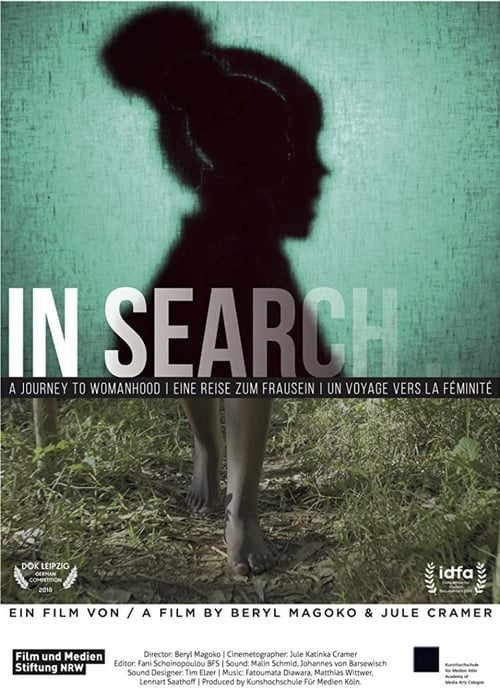 IN SEARCH
A JOURNEY TO WOMANHOOD | EINE REISE ZUM FRAUSEIN | UN VOYAGE VERS LA FÉMINITÉ
DOK LEIPZIG
GERMAN
COMPETITION
2018
idfa
EIN FILM VON / A FILM BY BERYL MAGOKO & JULE CRAMER
Film und Medien
Stiftung NRW
Director: Beryl Magoko | Cinemetographer: Jule Katinka Cramer
Editor: Fani Schoinopoulou BFS | Sound: Malin Schmid, Johannes von Barsewisch
Sound Designer: Tim Elzer | Music: Fatoumata Diawara, Matthias Wittwer,
Lennart Saathoff | Produced by Kunshochschule Für Medien Köln.
Kunsthochschule
für Medien Köln
Academy of
Media Arts Cologne